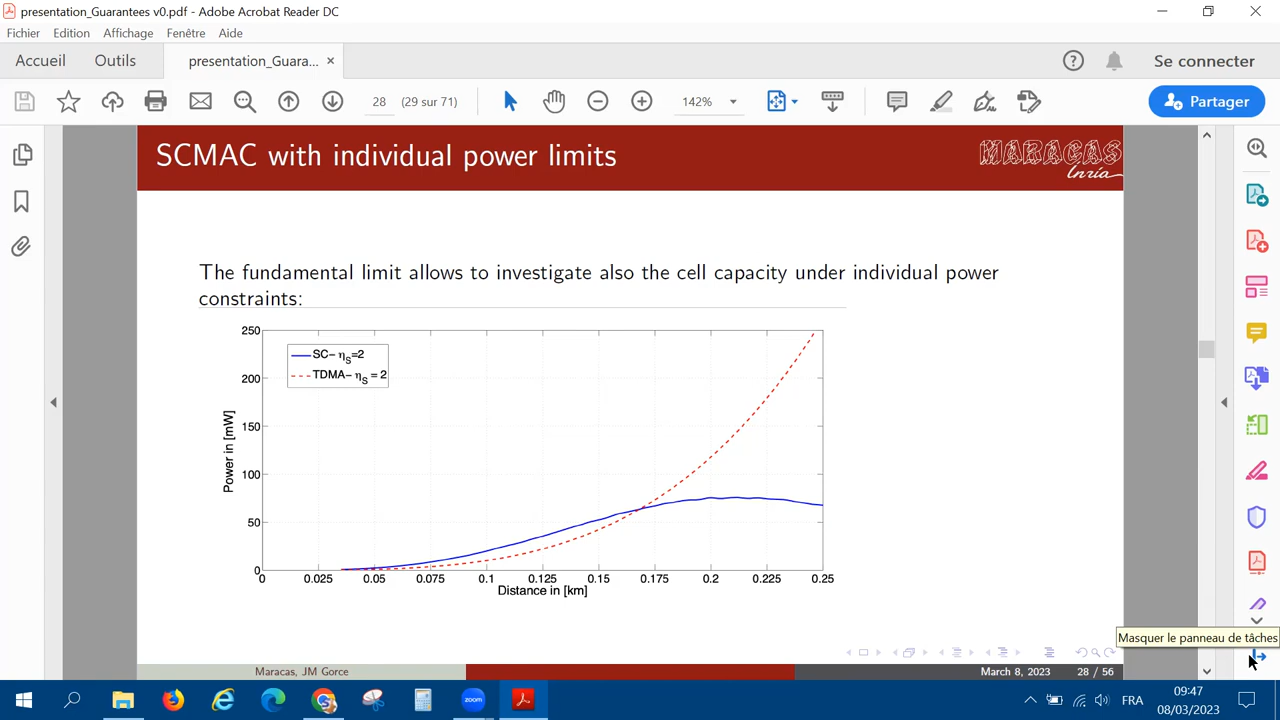 presentation_Guarantees v0.pdf - Adobe Acrobat Reader DC
Fichier Edition Affichage Fenêtre Aide
Accueil Outils presentation_Guara... × Se connecter
28 (29 sur 71) 142% Partager
SCMAC with individual power limits
MARACAS
Inria
The fundamental limit allows to investigate also the cell capacity under individual power
constraints:
250
200
150
100
50
0
Power in [mW]
SC– ηS=2
TDMA– ηS = 2
0 0.025 0.05 0.075 0.1 0.125 0.15 0.175 0.2 0.225 0.25
Distance in [km]
Masquer le panneau de tâches
Maracas, JM Gorce March 8, 2023 28 / 56
zoom
FRA
09:47
08/03/2023